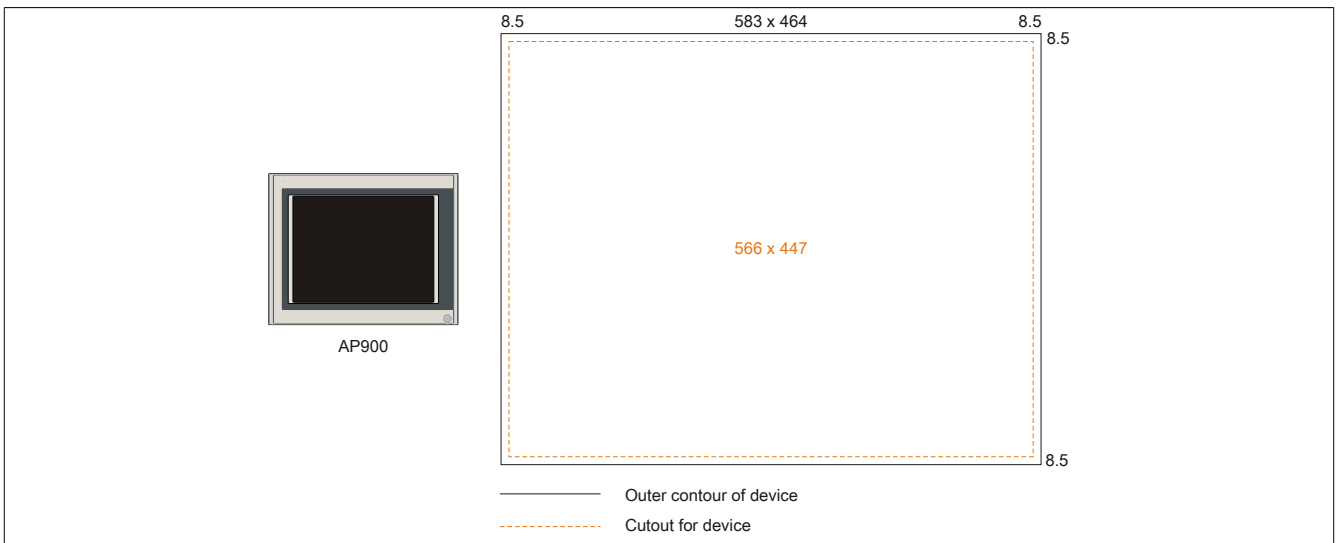 8.5 583 x 464 8.5
8.5
566 x 447
AP900
8.5
Outer contour of device
Cutout for device